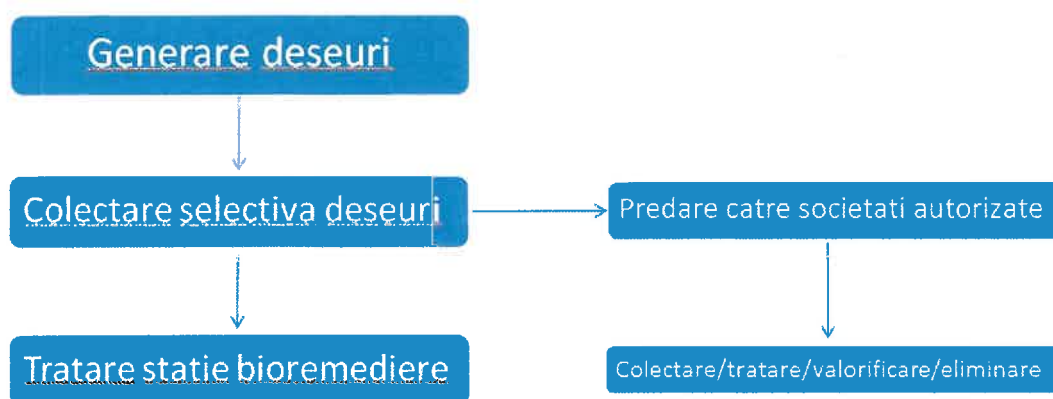 Generare deseuri
Colectare selectiva deseuri
Predare catre societati autorizate
Tratare statie bioremediere
Colectare/tratare/valorificare/eliminare